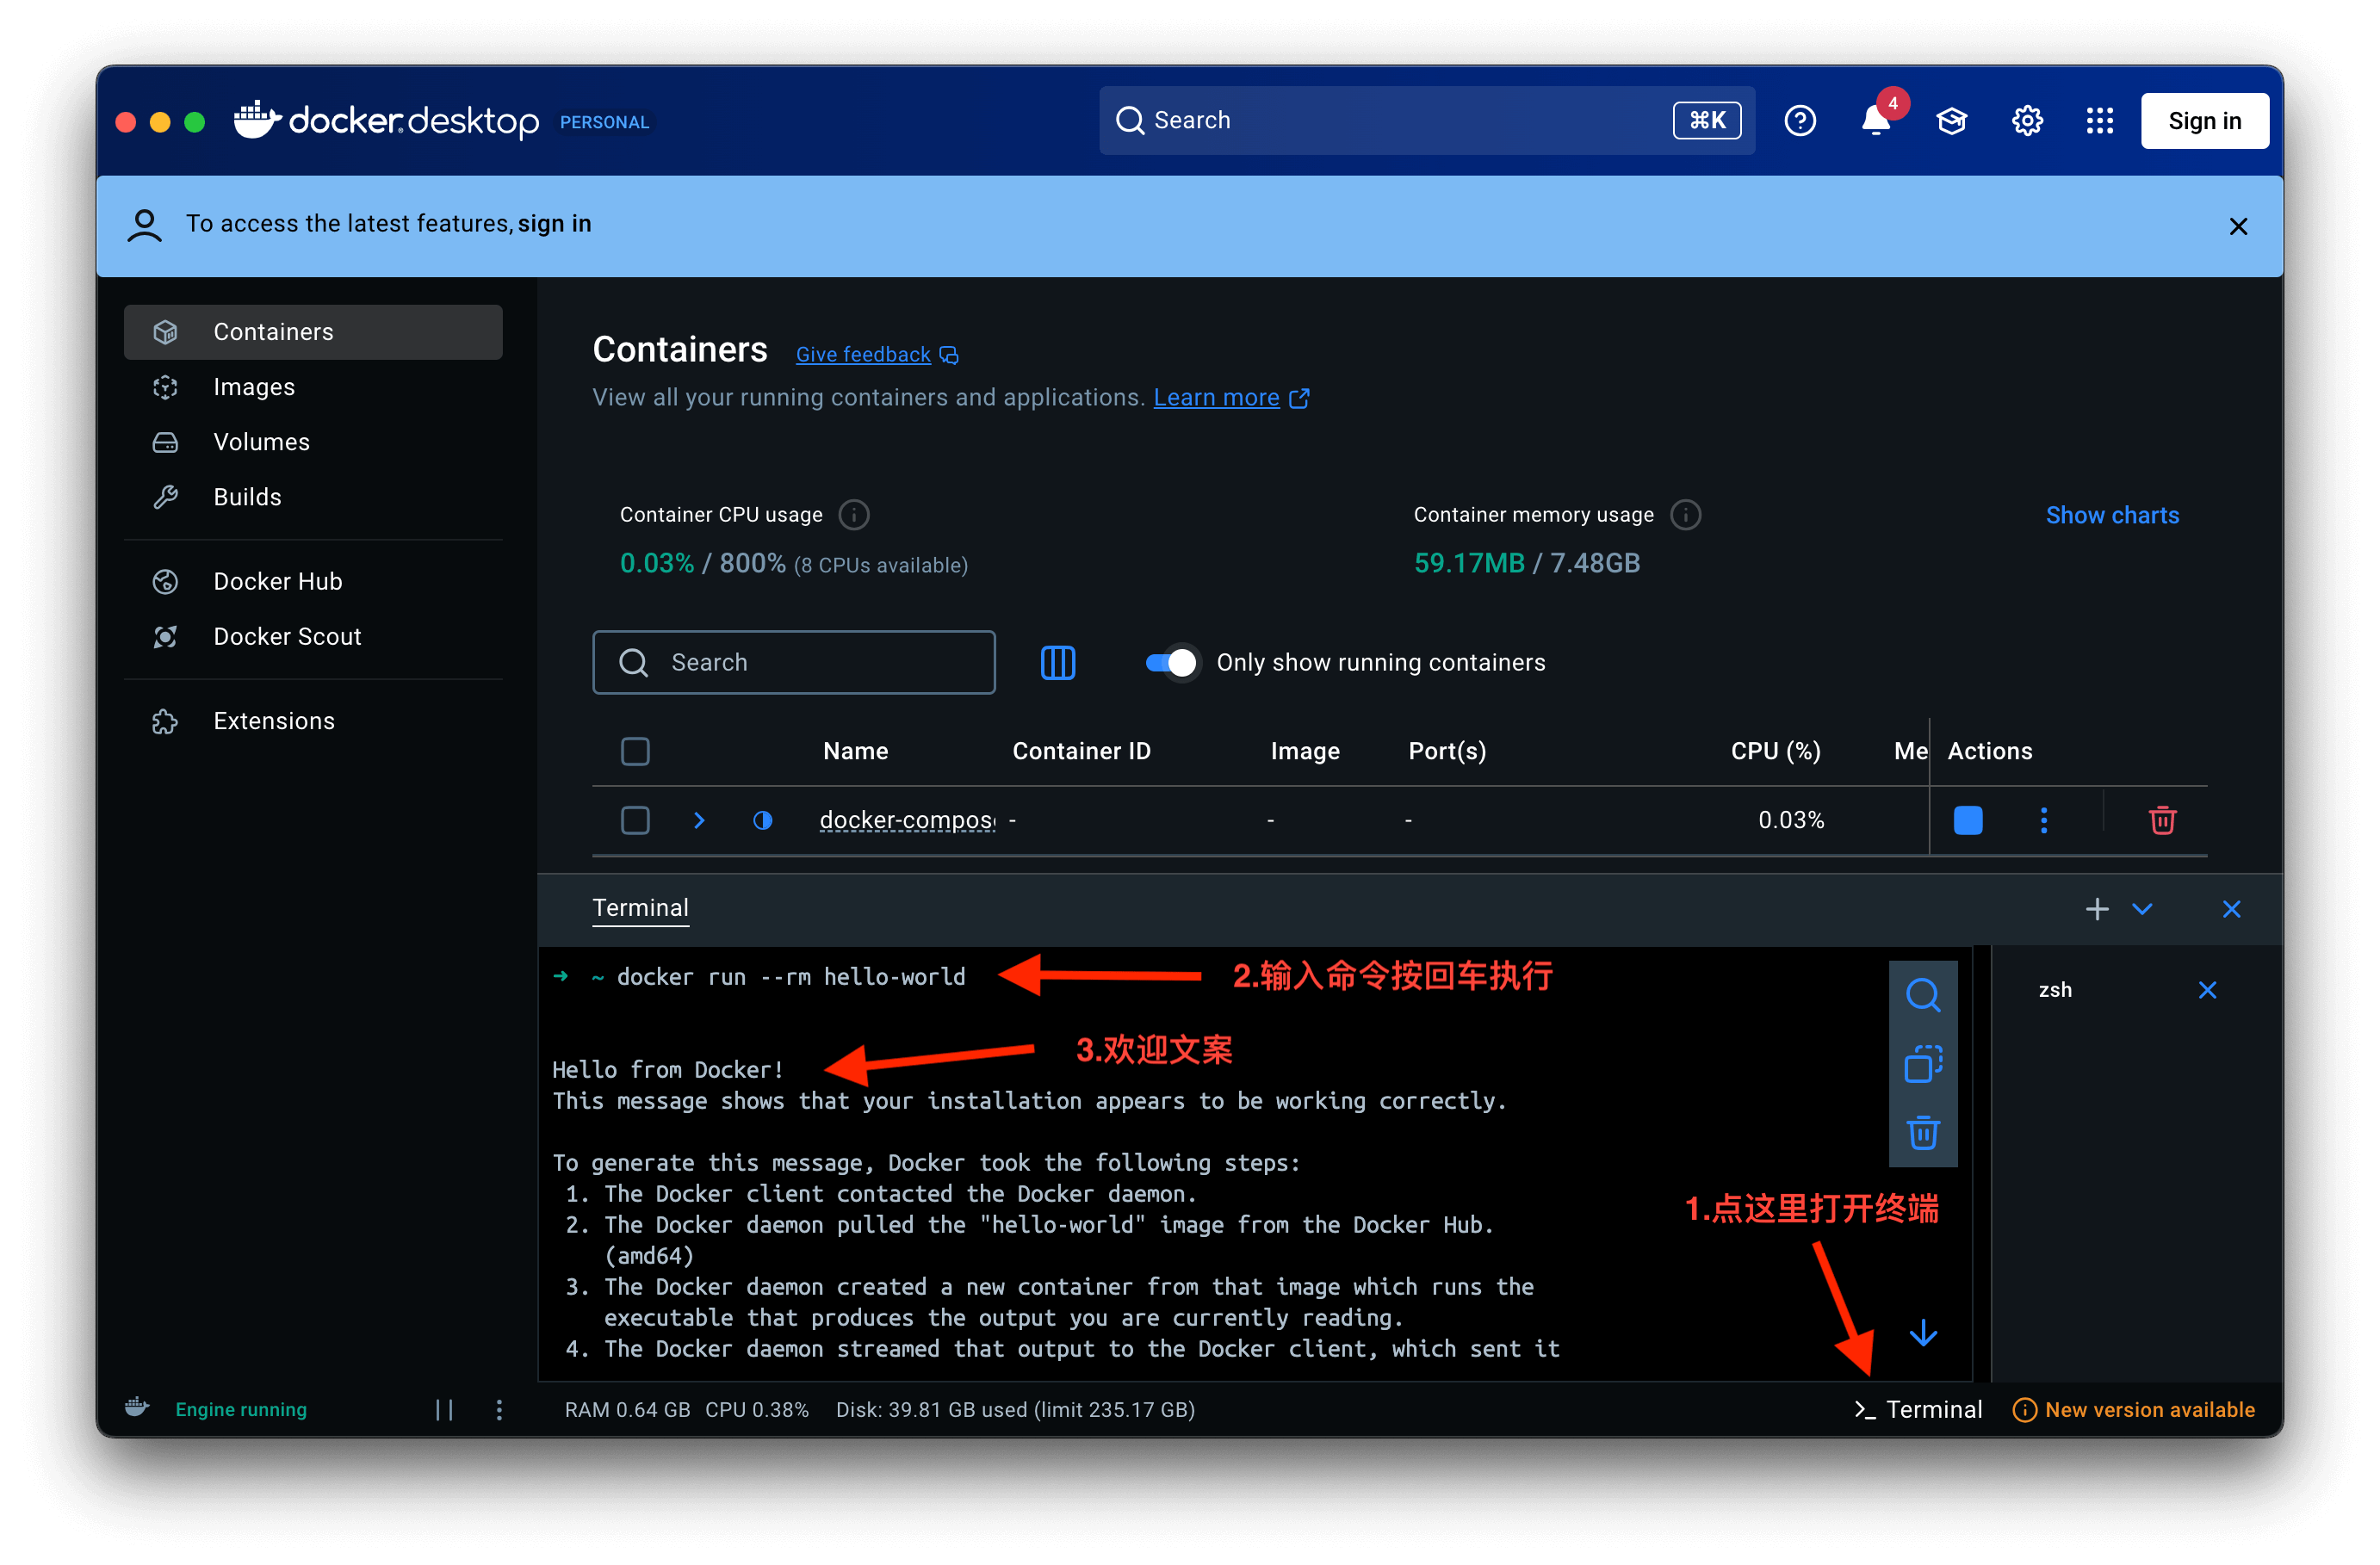 docker desktop PERSONAL
Search ⌘K
4
Sign in
To access the latest features, sign in
Containers
Images
Volumes
Builds
Docker Hub
Docker Scout
Extensions
Containers Give feedback
View all your running containers and applications. Learn more
Container CPU usage
0.03% / 800% (8 CPUs available)
Container memory usage
59.17MB / 7.48GB
Show charts
Search
Only show running containers
Name Container ID Image Port(s) CPU (%) Me Actions
docker-compos - - - 0.03%
Terminal
→ ~ docker run --rm hello-world
2.输入命令按回车执行
zsh
3.欢迎文案
Hello from Docker!
This message shows that your installation appears to be working correctly.
To generate this message, Docker took the following steps:
1. The Docker client contacted the Docker daemon.
2. The Docker daemon pulled the "hello-world" image from the Docker Hub.
(amd64)
3. The Docker daemon created a new container from that image which runs the
executable that produces the output you are currently reading.
4. The Docker daemon streamed that output to the Docker client, which sent it
1.点这里打开终端
Engine running
RAM 0.64 GB CPU 0.38% Disk: 39.81 GB used (limit 235.17 GB)
>_ Terminal
New version available